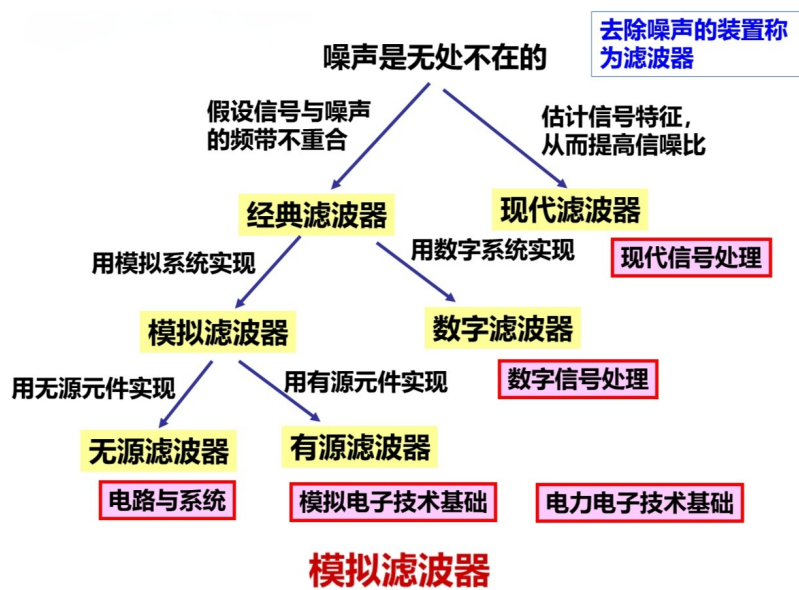 去除噪声的装置称
为滤波器
噪声是无处不在的
假设信号与噪声
的频带不重合
估计信号特征，
从而提高信噪比
经典滤波器
现代滤波器
现代信号处理
用模拟系统实现
用数字系统实现
模拟滤波器
数字滤波器
数字信号处理
用无源元件实现
用有源元件实现
无源滤波器
有源滤波器
电路与系统
模拟电子技术基础
电力电子技术基础
模拟滤波器